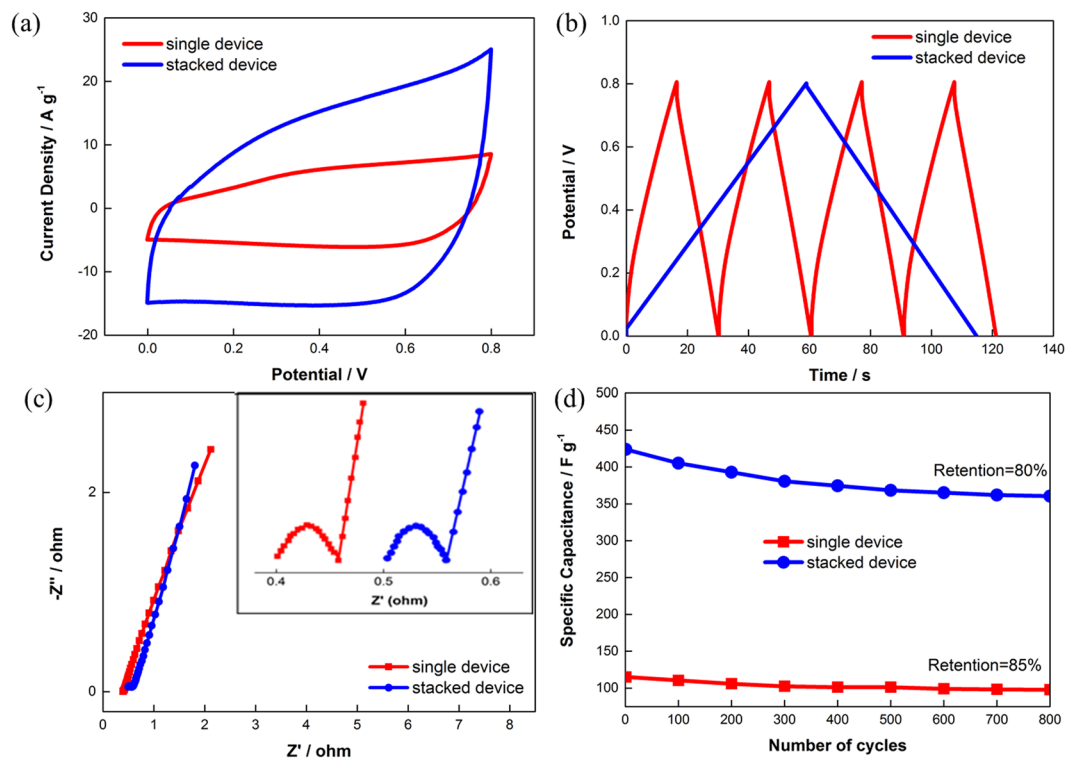 (a)
30
20
10
0
-10
-20
Current Density / A g⁻¹
single device
stacked device
0.0 0.2 0.4 0.6 0.8
Potential / V
(b)
1.0
0.8
0.6
0.4
0.2
0.0
Potential / V
single device
stacked device
0 20 40 60 80 100 120 140
Time / s
(c)
2
0
-Z'' / ohm
0.4 0.5 0.6
Z' (ohm)
single device
stacked device
0 1 2 3 4 5 6 7 8
Z' / ohm
(d)
500
450
400
350
300
250
200
150
100
Specific Capacitance / F g⁻¹
Retention=80%
single device
stacked device
Retention=85%
0 100 200 300 400 500 600 700 800
Number of cycles